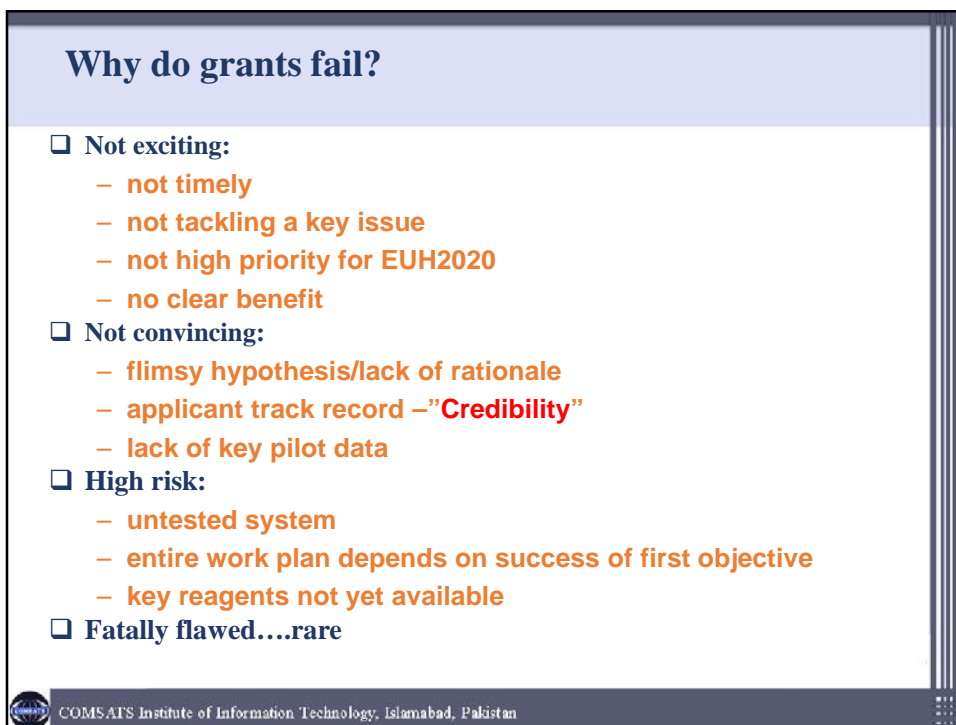 Why do grants fail?
❑ Not exciting:
– not timely
– not tackling a key issue
– not high priority for EUH2020
– no clear benefit
❑ Not convincing:
– flimsy hypothesis/lack of rationale
– applicant track record –”Credibility”
– lack of key pilot data
❑ High risk:
– untested system
– entire work plan depends on success of first objective
– key reagents not yet available
❑ Fatally flawed….rare
COMSATS Institute of Information Technology, Islamabad, Pakistan